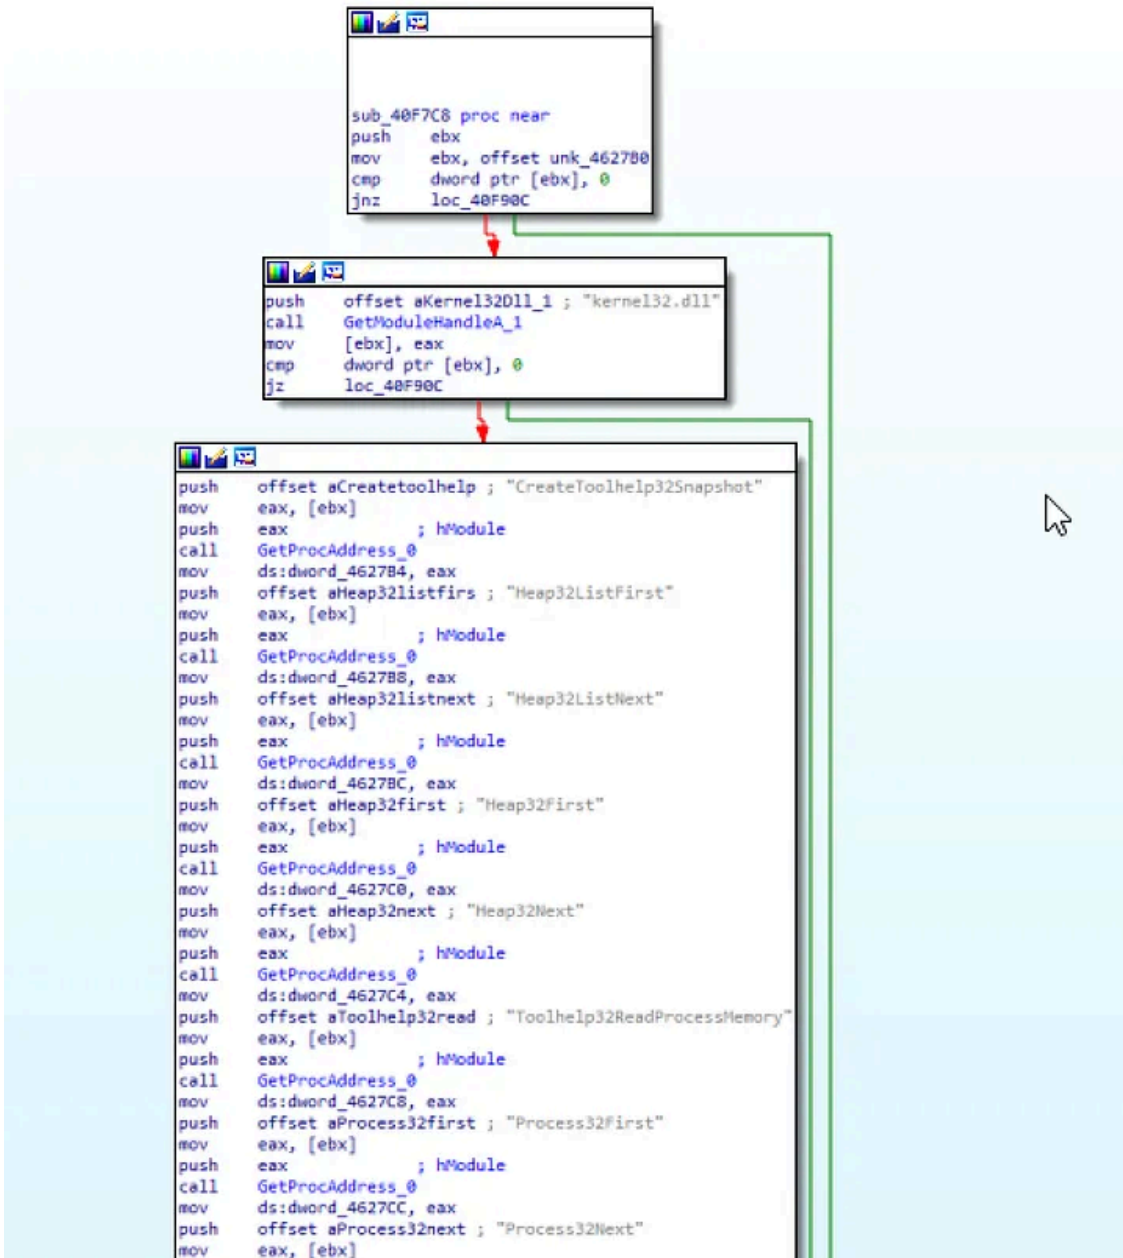 sub_40F7C8 proc near
push ebx
mov ebx, offset unk_4627B0
cmp dword ptr [ebx], 0
jnz loc_40F90C
push offset aKernel32Dll_1 ; "kernel32.dll"
call GetModuleHandleA_1
mov [ebx], eax
cmp dword ptr [ebx], 0
jz loc_40F90C
push offset aCreatetoolhelp ; "CreateToolhelp32Snapshot"
mov eax, [ebx]
push eax ; hModule
call GetProcAddress_0
mov ds:dword_4627B4, eax
push offset aHeap32listfirs ; "Heap32ListFirst"
mov eax, [ebx]
push eax ; hModule
call GetProcAddress_0
mov ds:dword_4627B8, eax
push offset aHeap32listnext ; "Heap32ListNext"
mov eax, [ebx]
push eax ; hModule
call GetProcAddress_0
mov ds:dword_4627BC, eax
push offset aHeap32first ; "Heap32First"
mov eax, [ebx]
push eax ; hModule
call GetProcAddress_0
mov ds:dword_4627C0, eax
push offset aHeap32next ; "Heap32Next"
mov eax, [ebx]
push eax ; hModule
call GetProcAddress_0
mov ds:dword_4627C4, eax
push offset aToolhelp32read ; "Toolhelp32ReadProcessMemory"
mov eax, [ebx]
push eax ; hModule
call GetProcAddress_0
mov ds:dword_4627C8, eax
push offset aProcess32first ; "Process32First"
mov eax, [ebx]
push eax ; hModule
call GetProcAddress_0
mov ds:dword_4627CC, eax
push offset aProcess32next ; "Process32Next"
mov eax, [ebx]